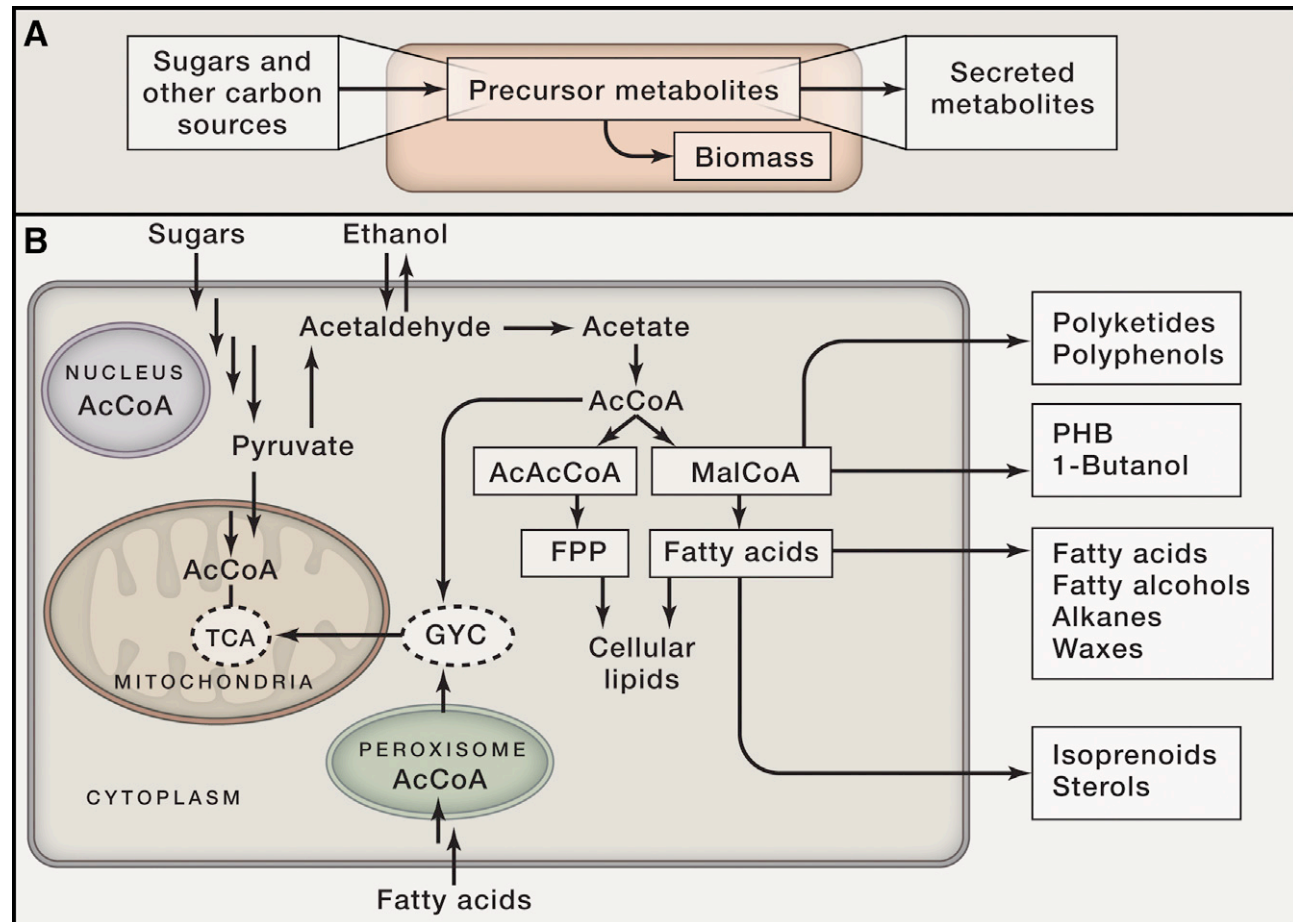 A
Sugars and
other carbon
sources
Precursor metabolites
Biomass
Secreted
metabolites
B
Sugars
Ethanol
Acetaldehyde
Acetate
NUCLEUS
AcCoA
AcCoA
Pyruvate
AcAcCoA
MalCoA
FPP
Fatty acids
AcCoA
TCA
MITOCHONDRIA
GYC
Cellular
lipids
PEROXISOME
AcCoA
CYTOPLASM
Fatty acids
Polyketides
Polyphenols
PHB
1-Butanol
Fatty acids
Fatty alcohols
Alkanes
Waxes
Isoprenoids
Sterols